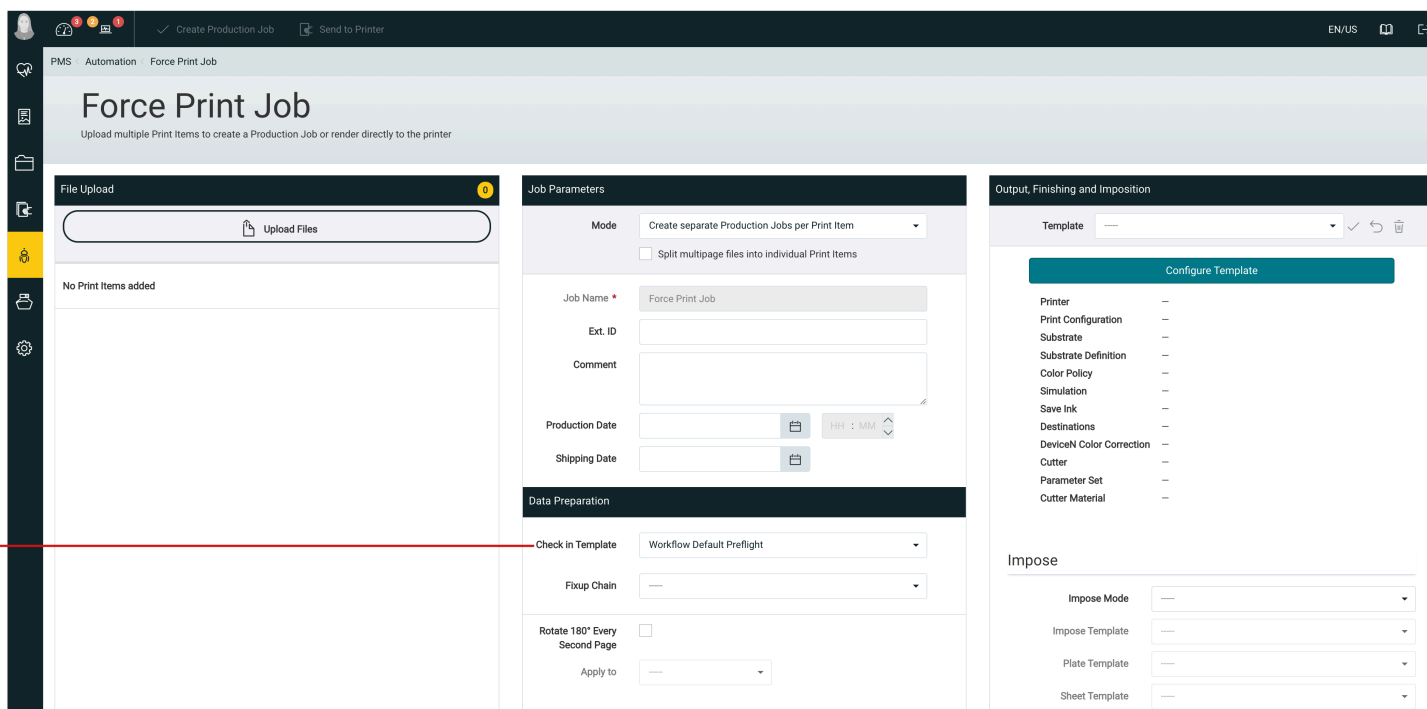 3 2 1
Create Production Job
Send to Printer
EN/US
PMS Automation Force Print Job
Force Print Job
Upload multiple Print Items to create a Production Job or render directly to the printer
File Upload 0
Upload Files
No Print Items added
Job Parameters
Mode Create separate Production Jobs per Print Item
Split multipage files into individual Print Items
Job Name * Force Print Job
Ext. ID
Comment
Production Date HH : MM
Shipping Date
Data Preparation
Check in Template Workflow Default Preflight
Fixup Chain -----
Rotate 180° Every
Second Page
Apply to -----
Output, Finishing and Imposition
Template -----
Configure Template
Printer –
Print Configuration –
Substrate –
Substrate Definition –
Color Policy –
Simulation –
Save Ink –
Destinations –
DeviceN Color Correction –
Cutter –
Parameter Set –
Cutter Material –
Impose
Impose Mode -----
Impose Template -----
Plate Template -----
Sheet Template -----